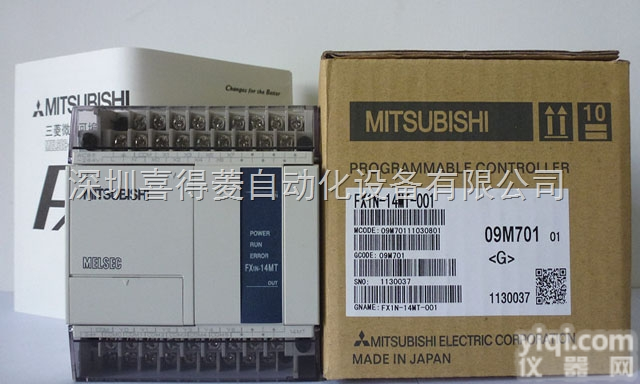 Changes for the Better
MITSUBISHI
三菱微
FX
MITSUBISHI
MELSEC
POWER
RUN
ERROR
FX1N-14MT
OUT
MITSUBISHI
10
PROGRAMMABLE CONTROLLER
FX1N-14MT-001
MCODE: 09M70111030801
GCODE: 09M701
SNO: 1130037
GNAME: FX1N-14MT-001
09M701 01
<G>
1130037
MITSUBISHI ELECTRIC CORPORATION
MADE IN JAPAN
深圳喜得菱自动化设备有限公司
yiqi.com
仪器网